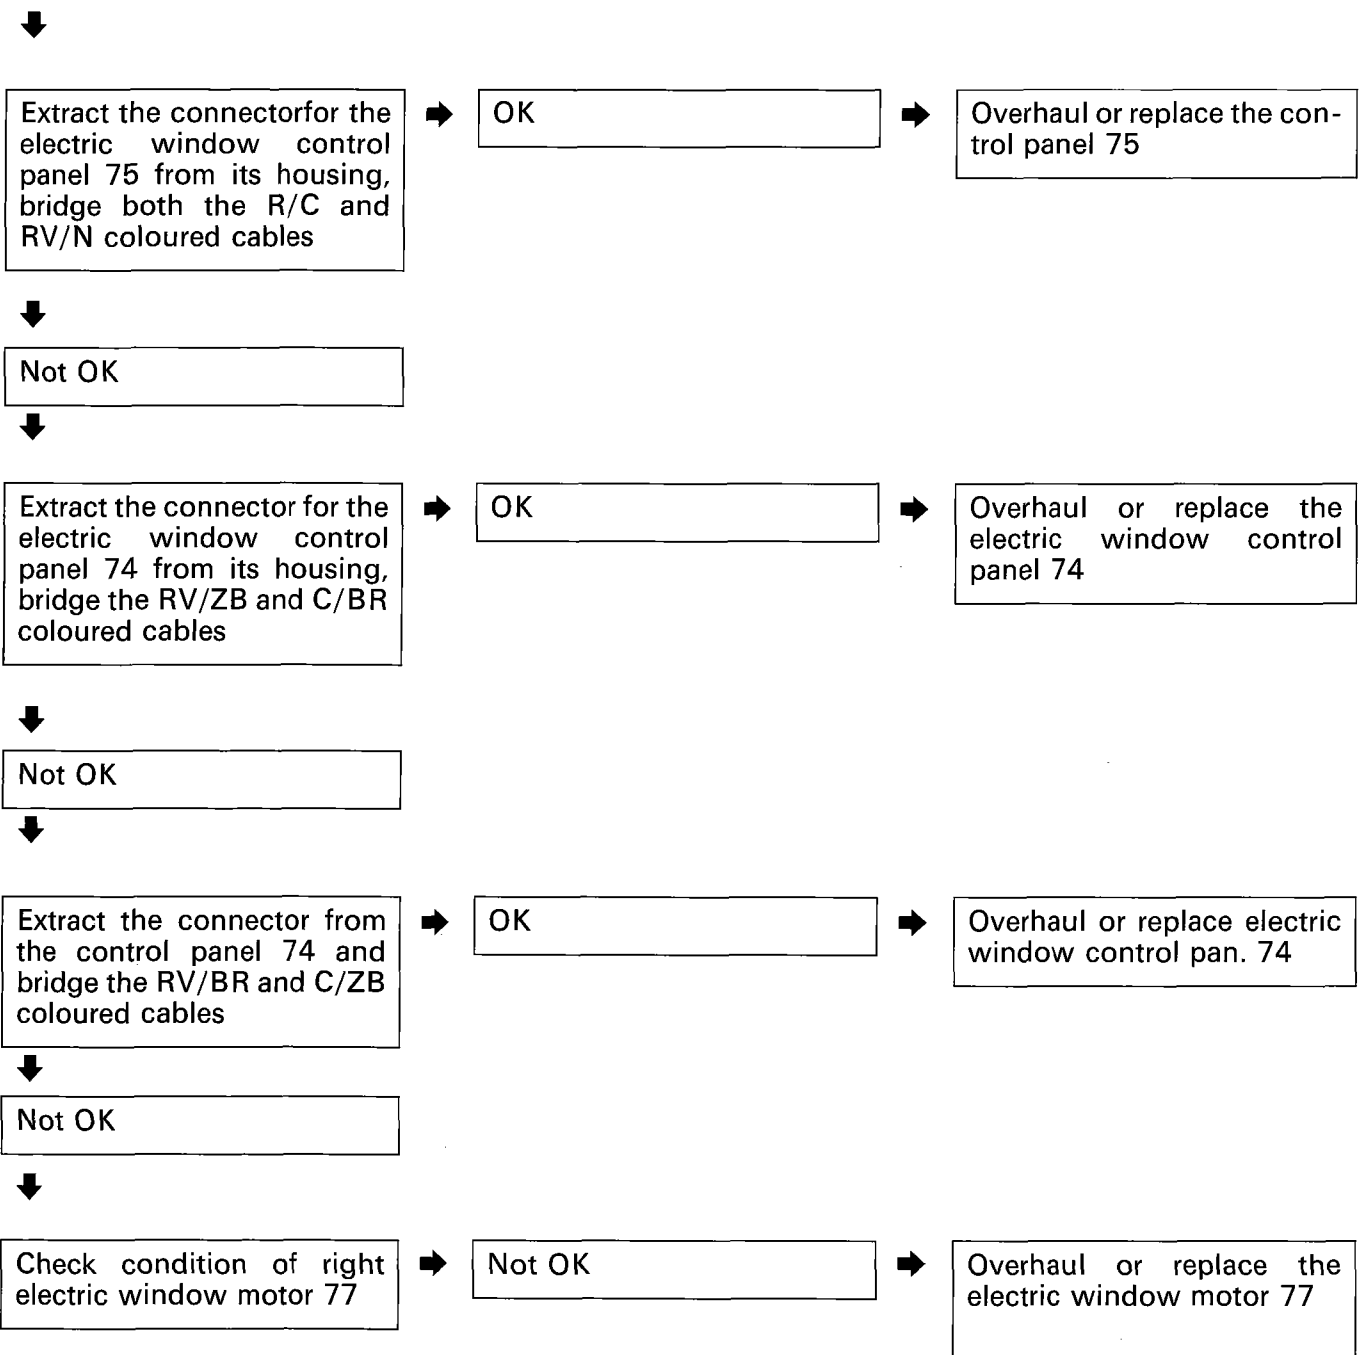 Extract the connectorfor the
electric window control
panel 75 from its housing,
bridge both the R/C and
RV/N coloured cables
OK
Overhaul or replace the con-
trol panel 75
Not OK
Extract the connector for the
electric window control
panel 74 from its housing,
bridge the RV/ZB and C/BR
coloured cables
OK
Overhaul or replace the
electric window control
panel 74
Not OK
Extract the connector from
the control panel 74 and
bridge the RV/BR and C/ZB
coloured cables
OK
Overhaul or replace electric
window control pan. 74
Not OK
Check condition of right
electric window motor 77
Not OK
Overhaul or replace the
electric window motor 77